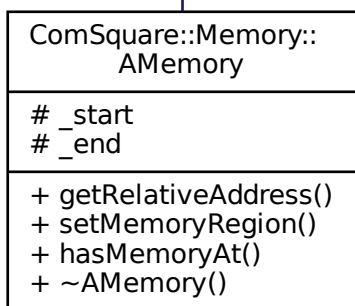 ComSquare::Memory::
AMemory
# _start
# _end
+ getRelativeAddress()
+ setMemoryRegion()
+ hasMemoryAt()
+ ~AMemory()